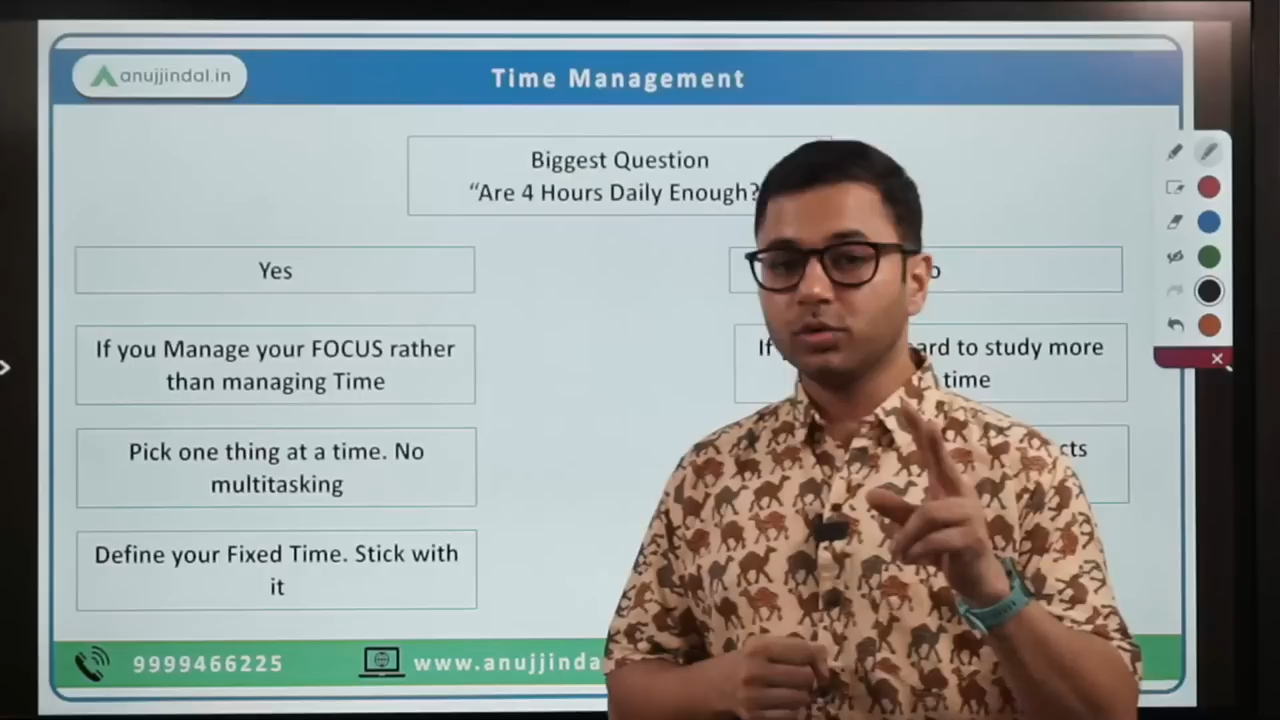 anujjindal.in
Time Management
Biggest Question
“Are 4 Hours Daily Enough?
Yes
If you Manage your FOCUS rather
than managing Time
If to study more
time
Pick one thing at a time. No
multitasking
Define your Fixed Time. Stick with
it
9999466225
www.anujjinda